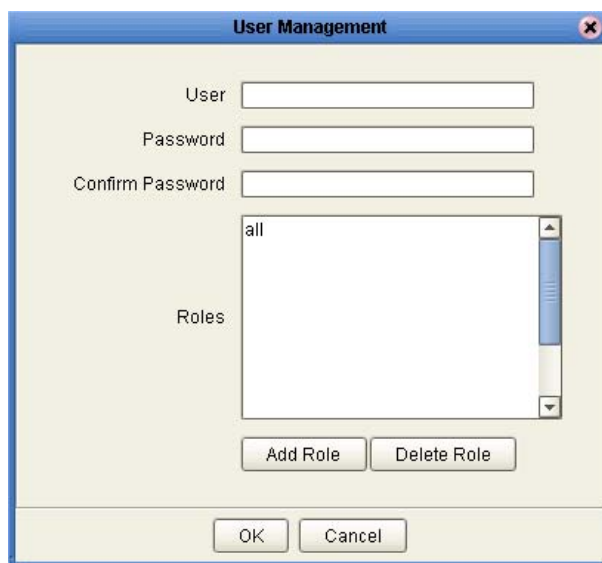 User Management
User
Password
Confirm Password
Roles
all
Add Role Delete Role
OK Cancel